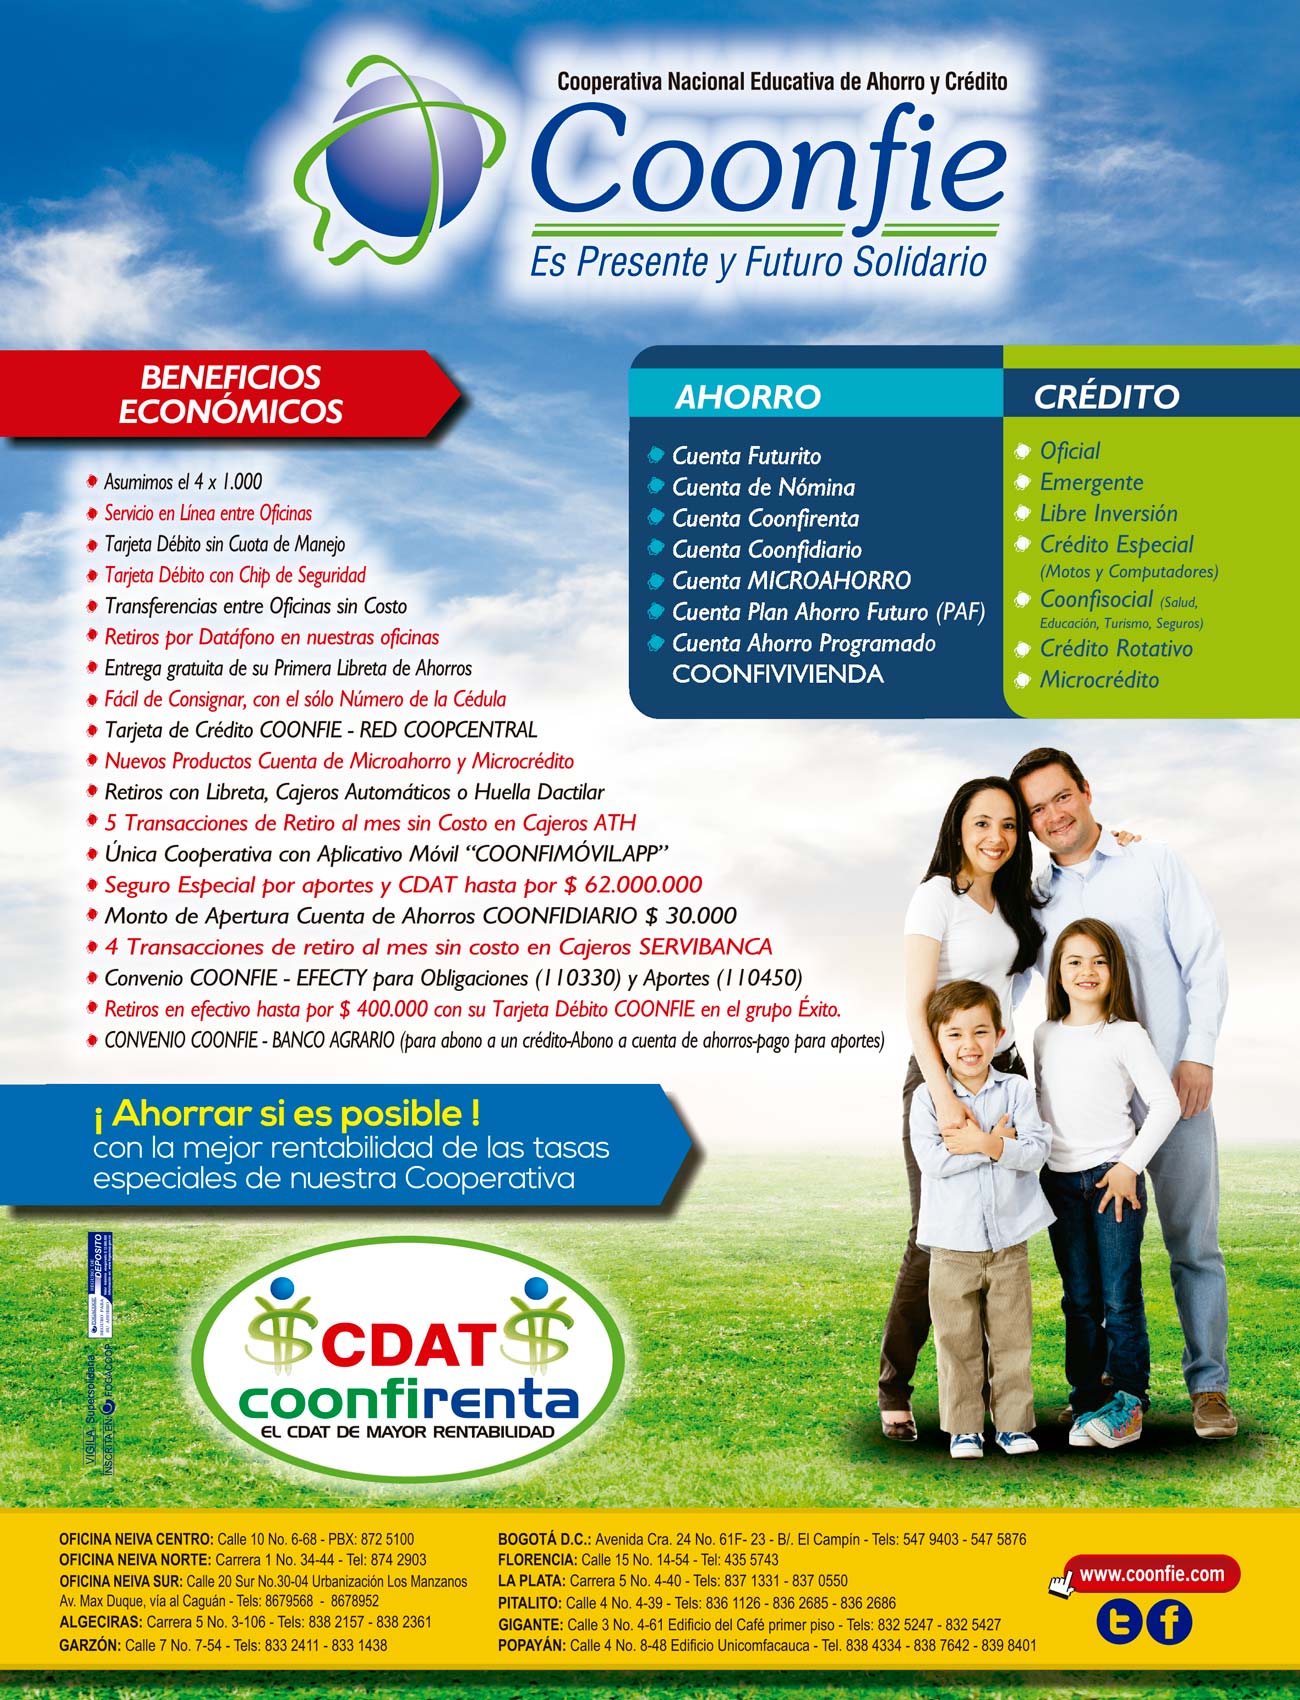 Cooperativa Nacional Educativa de Ahorro y Crédito
Coonfie
Es Presente y Futuro Solidario
BENEFICIOS
ECONÓMICOS
Asumimos el 4 x 1.000
Servicio en Línea entre Oficinas
Tarjeta Débito sin Cuota de Manejo
Tarjeta Débito con Chip de Seguridad
Transferencias entre Oficinas sin Costo
Retiros por Datáfono en nuestras oficinas
Entrega gratuita de su Primera Libreta de Ahorros
Fácil de Consignar, con el sólo Número de la Cédula
Tarjeta de Crédito COONFIE - RED COOPCENTRAL
Nuevos Productos Cuenta de Microahorro y Microcrédito
Retiros con Libreta, Cajeros Automáticos o Huella Dactilar
5 Transacciones de Retiro al mes sin Costo en Cajeros ATH
Única Cooperativa con Aplicativo Móvil “COONFIMÓVIL.APP”
Seguro Especial por aportes y CDAT hasta por $ 62.000.000
Monto de Apertura Cuenta de Ahorros COONFIDIARIO $ 30.000
4 Transacciones de retiro al mes sin costo en Cajeros SERVIBANCA
Convenio COONFIE - EFECTY para Obligaciones (110330) y Aportes (110450)
Retiros en efectivo hasta por $ 400.000 con su Tarjeta Débito COONFIE en el grupo Éxito.
CONVENIO COONFIE - BANCO AGRARIO (para abono a un crédito-Abono a cuenta de ahorros-pago para aportes)
AHORRO
Cuenta Futurito
Cuenta de Nómina
Cuenta Coonfirenta
Cuenta Coonfidiario
Cuenta MICROAHORRO
Cuenta Plan Ahorro Futuro (PAF)
Cuenta Ahorro Programado
COONFIVIVIENDA
CRÉDITO
Oficial
Emergente
Libre Inversión
Crédito Especial
(Motos y Computadores)
Coonfisocial (Salud,
Educación, Turismo, Seguros)
Crédito Rotativo
Microcrédito
¡ Ahorrar si es posible !
con la mejor rentabilidad de las tasas
especiales de nuestra Cooperativa
VIGILA Supersolidaria
INSCRITA EN FOGACOOP
DEPOSITO
CDAT
coonfirenta
EL CDAT DE MAYOR RENTABILIDAD
OFICINA NEIVA CENTRO: Calle 10 No. 6-68 - PBX: 872 5100
OFICINA NEIVA NORTE: Carrera 1 No. 34-44 - Tel: 874 2903
OFICINA NEIVA SUR: Calle 20 Sur No.30-04 Urbanización Los Manzanos
Av. Max Duque, vía al Caguán - Tels: 8679568 - 8678952
ALGECIRAS: Carrera 5 No. 3-106 - Tels: 838 2157 - 838 2361
GARZÓN: Calle 7 No. 7-54 - Tels: 833 2411 - 833 1438
BOGOTÁ D.C.: Avenida Cra. 24 No. 61F- 23 - B/. El Campín - Tels: 547 9403 - 547 5876
FLORENCIA: Calle 15 No. 14-54 - Tel: 435 5743
LA PLATA: Carrera 5 No. 4-40 - Tels: 837 1331 - 837 0550
PITALITO: Calle 4 No. 4-39 - Tels: 836 1126 - 836 2685 - 836 2686
GIGANTE: Calle 3 No. 4-61 Edificio del Café primer piso - Tels: 832 5247 - 832 5427
POPAYÁN: Calle 4 No. 8-48 Edificio Unicomfacauca - Tel. 838 4334 - 838 7642 - 839 8401
www.coonfie.com